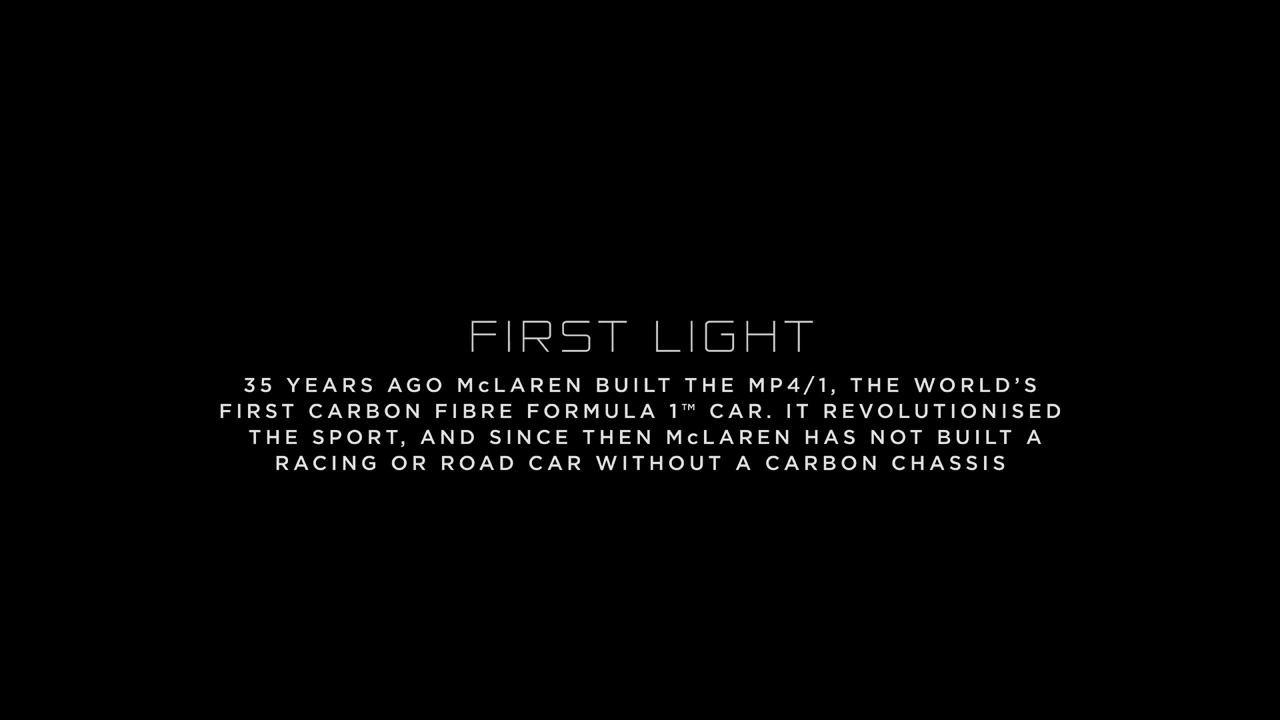 FIRST LIGHT
35 YEARS AGO McLAREN BUILT THE MP4/1, THE WORLD’S
FIRST CARBON FIBRE FORMULA 1™ CAR. IT REVOLUTIONISED
THE SPORT, AND SINCE THEN McLAREN HAS NOT BUILT A
RACING OR ROAD CAR WITHOUT A CARBON CHASSIS